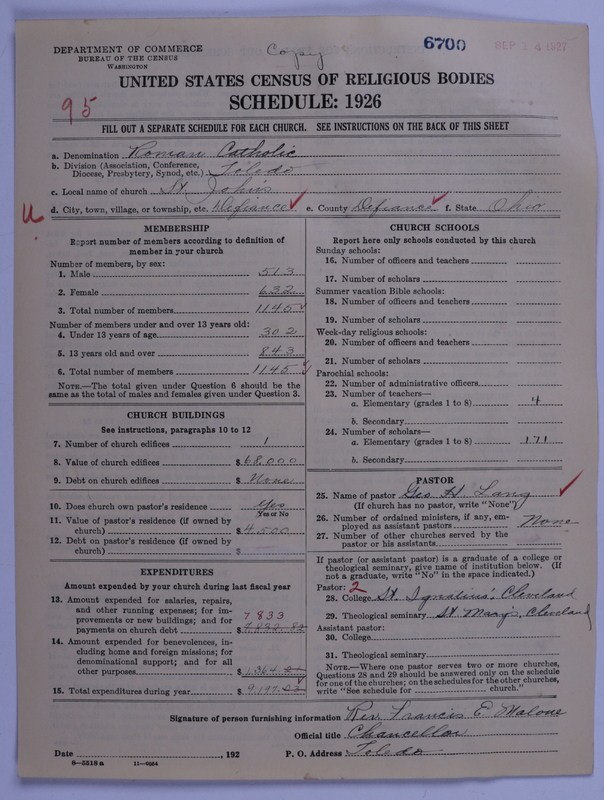 DEPARTMENT OF COMMERCE
BUREAU OF THE CENSUS
WASHINGTON
Copy
6700
SEP 14 1927
UNITED STATES CENSUS OF RELIGIOUS BODIES
SCHEDULE: 1926
95
FILL OUT A SEPARATE SCHEDULE FOR EACH CHURCH. SEE INSTRUCTIONS ON THE BACK OF THIS SHEET
a. Denomination Roman Catholic
b. Division (Association, Conference, Diocese, Presbytery, Synod, etc.) Toledo
c. Local name of church St. Johns
d. City, town, village, or township, etc. Defiance e. County Defiance f. State Ohio
MEMBERSHIP
Report number of members according to definition of
member in your church
Number of members, by sex:
1. Male 513
2. Female 632
3. Total number of members 1145
Number of members under and over 13 years old:
4. Under 13 years of age 302
5. 13 years old and over 843
6. Total number of members 1145
NOTE.—The total given under Question 6 should be
same as the total of males and females given under Question 3.
CHURCH BUILDINGS
See instructions, paragraphs 10 to 12
7. Number of church edifices 1
8. Value of church edifices $68,000
9. Debt on church edifices $ None
10. Does church own pastor's residence Yes
Yes or No
11. Value of pastor's residence (if owned by
church) $4,500
12. Debt on pastor's residence (if owned by
church) $
EXPENDITURES
Amount expended by your church during last fiscal year
13. Amount expended for salaries, repairs,
and other running expenses; for im-
provements or new buildings; and for 7833
payments on church debt $7,832.82
14. Amount expended for benevolences, in-
cluding home and foreign missions; for
denominational support; and for all
other purposes $1,364
15. Total expenditures during year $9,197
CHURCH SCHOOLS
Report here only schools conducted by this church
Sunday schools:
16. Number of officers and teachers
17. Number of scholars
Summer vacation Bible schools:
18. Number of officers and teachers
19. Number of scholars
Week-day religious schools:
20. Number of officers and teachers
21. Number of scholars
Parochial schools:
22. Number of administrative officers
23. Number of teachers—
a. Elementary (grades 1 to 8) 4
b. Secondary
24. Number of scholars—
a. Elementary (grades 1 to 8) 171
b. Secondary
PASTOR
25. Name of pastor Geo H. Lang
(If church has no pastor, write "None")
26. Number of ordained ministers, if any, em-
ployed as assistant pastors None
27. Number of other churches served by the
pastor or his assistants
If pastor (or assistant pastor) is a graduate of a college or
theological seminary, give name of institution below. (If
not a graduate, write "No" in the space indicated.)
Pastor: 2
28. College St. Ignatius', Cleveland
29. Theological seminary St. Mary's, Cleveland
Assistant pastor:
30. College
31. Theological seminary
NOTE.—Where one pastor serves two or more churches,
Questions 28 and 29 should be answered only on the schedule
for one of the churches; on the schedules for the other churches,
write "See schedule for church."
Signature of person furnishing information Rev. Francis E Malone
Official title Chancellor
Date , 192 P. O. Address Toledo
8—5518a 11—9034